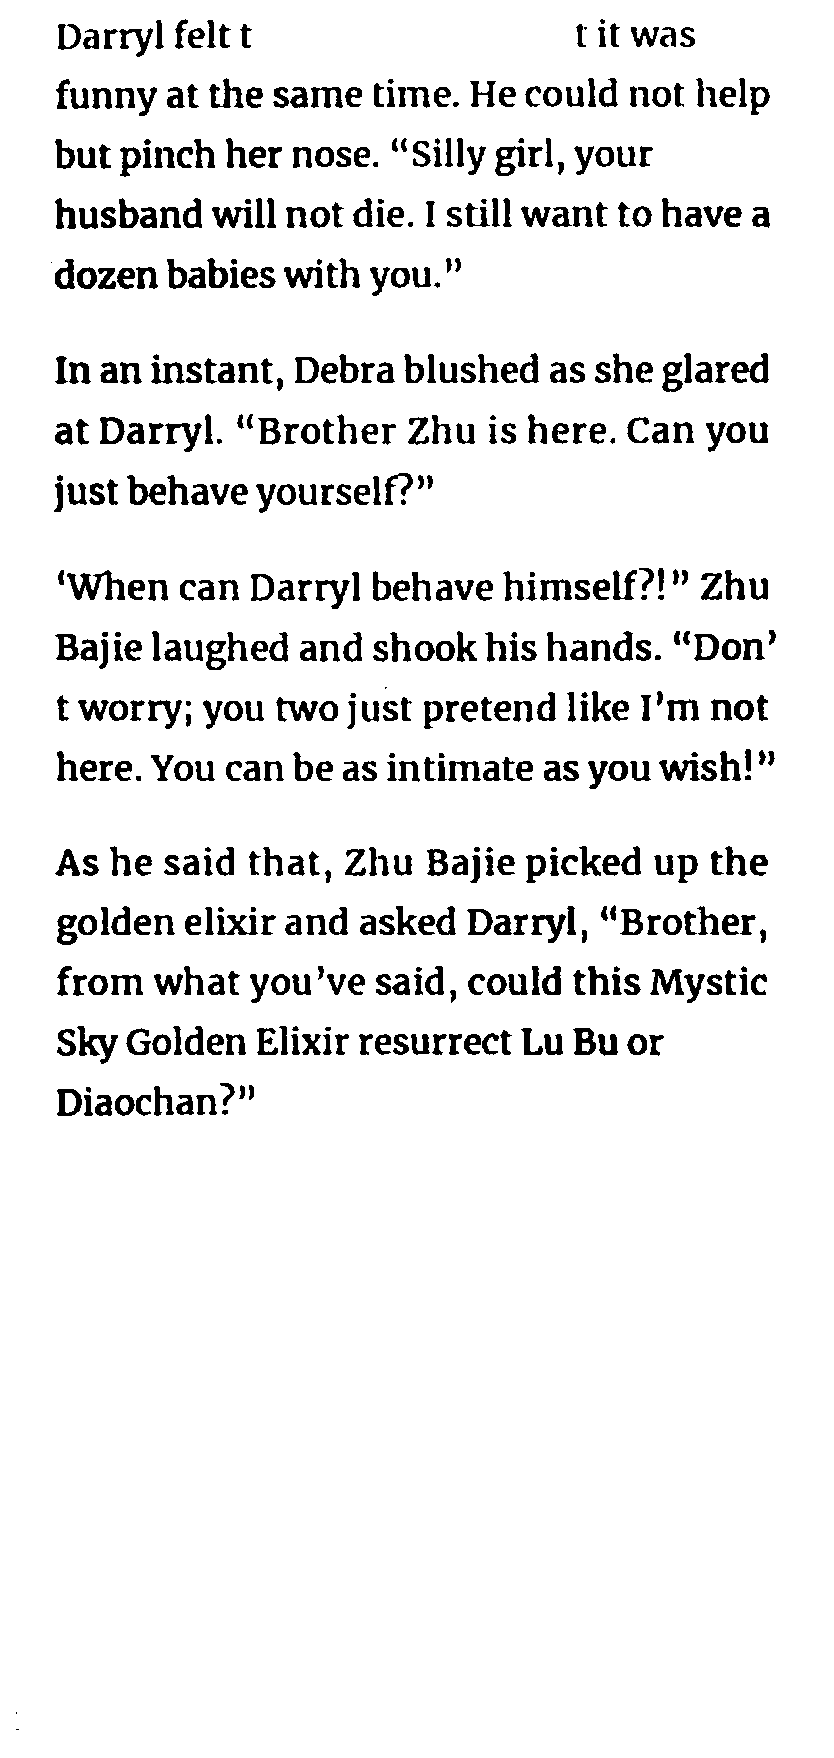 Darryl felt t t it was
funny at the same time. He could not help
but pinch her nose. “Silly girl, your
husband will not die. I still want to have a
dozen babies with you.”
In an instant, Debra blushed as she glared
at Darryl. “Brother Zhu is here. Can you
just behave yourself?”
‘When can Darryl behave himself?!” Zhu
Bajie laughed and shook his hands. “Don’
t worry; you two just pretend like I’m not
here. You can be as intimate as you wish!”
As he said that, Zhu Bajie picked up the
golden elixir and asked Darryl, “Brother,
from what you’ve said, could this Mystic
Sky Golden Elixir resurrect Lu Bu or
Diaochan?”